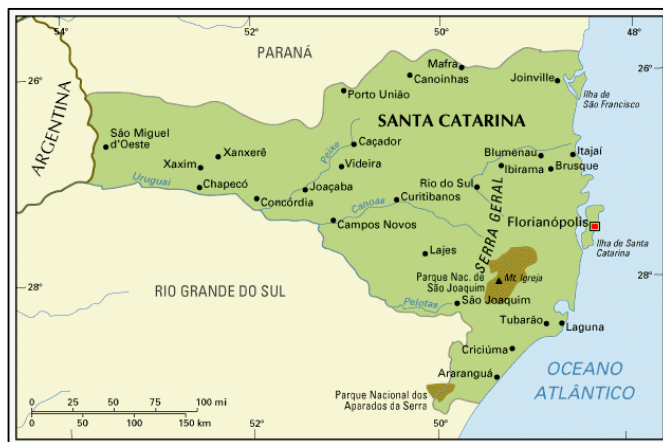 54°
52°
50°
48°
PARANÁ
Mafra
Canoinhas
Joinville
26°
26°
Porto União
Ilha de
São Francisco
ARGENTINA
SANTA CATARINA
São Miguel
d'Oeste
Xanxerê
Peixe
Caçador
Blumenau
Itajaí
Xaxim
Videira
Ibirama
Brusque
Uruguai
Chapecó
Joaçaba
Rio do Sul
Concórdia
Canoas
Curitibanos
SERRA GERAL
Campos Novos
Florianópolis
Ilha de Santa
Catarina
Lajes
Parque Nac. de
São Joaquim
Mt. Igreja
28°
28°
RIO GRANDE DO SUL
Pelotas
São Joaquim
Tubarão
Laguna
Criciúma
Araranguá
OCEANO
ATLÂNTICO
Parque Nacional dos
Aparados da Serra
0 25 50 75 100 mi
0 50 100 150 km
52°
50°